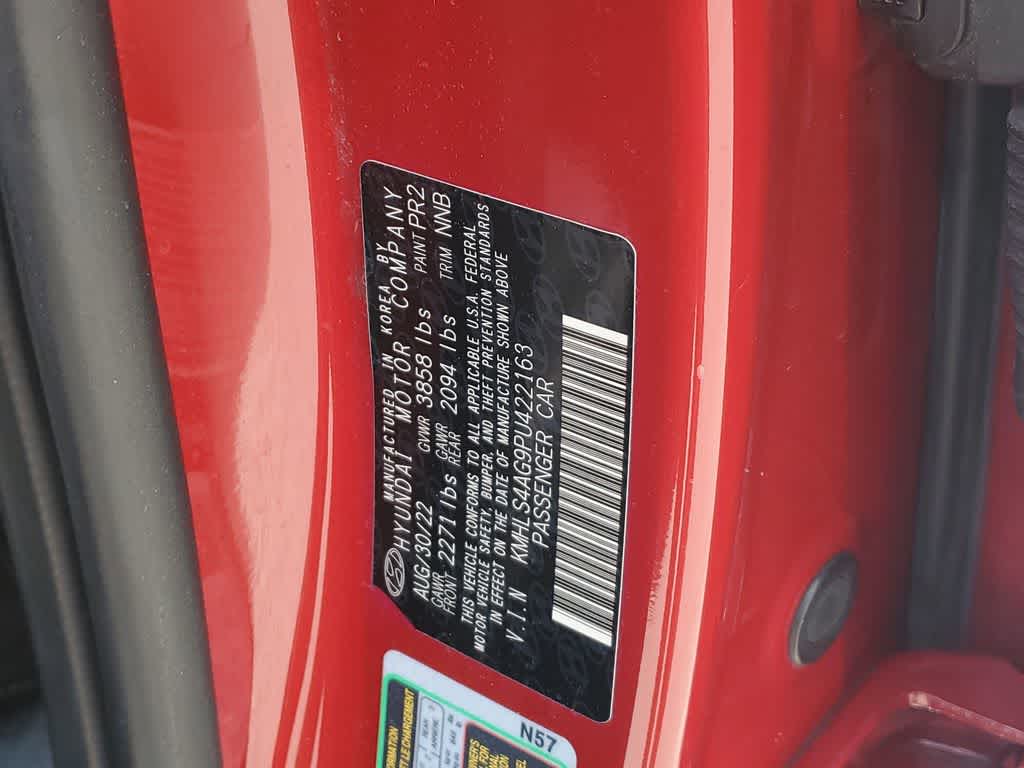 MANUFACTURED IN KOREA BY
HYUNDAI MOTOR COMPANY
AUG/30/22 GVWR 3858 lbs PAINT PR2
GAWR FRONT 2271 lbs GAWR REAR 2094 lbs TRIM NNB
THIS VEHICLE CONFORMS TO ALL APPLICABLE U.S.A. FEDERAL
MOTOR VEHICLE SAFETY, BUMPER, AND THEFT PREVENTION STANDARDS
IN EFFECT ON THE DATE OF MANUFACTURE SHOWN ABOVE
V.I.N KMHLS4AG9PU422163
PASSENGER CAR
N57